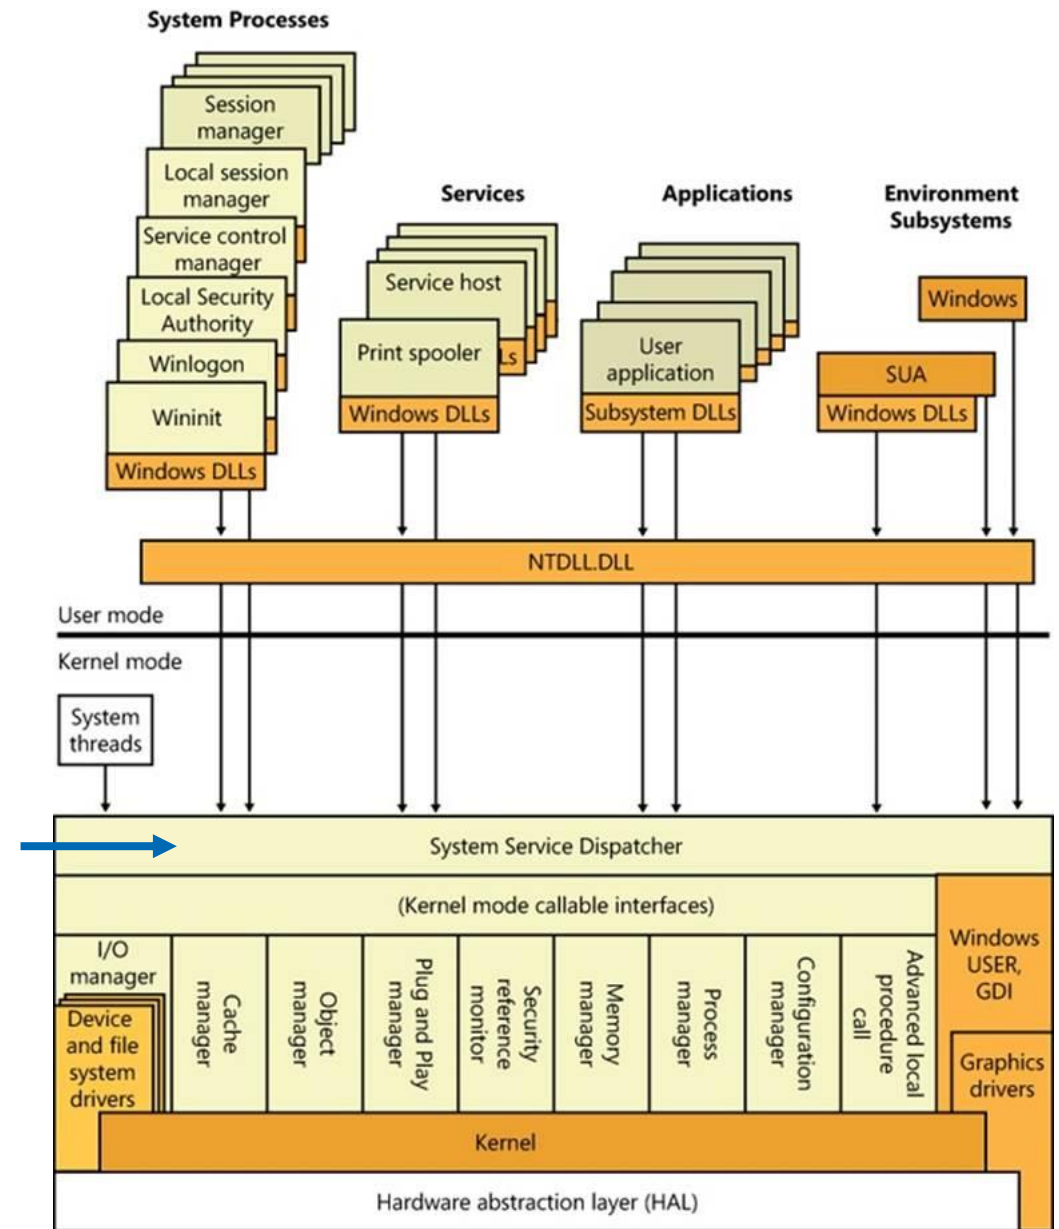 System Processes
Session
manager
Local session
manager
Service control
manager
Local Security
Authority
Winlogon
Wininit
Windows DLLs
Services
Service host
Ls
Print spooler
Windows DLLs
Applications
User
application
Subsystem DLLs
Environment
Subsystems
Windows
SUA
Windows DLLs
NTDLL.DLL
User mode
Kernel mode
System
threads
System Service Dispatcher
(Kernel mode callable interfaces)
I/O
manager
Device
and file
system
drivers
Cache
manager
Object
manager
Plug and Play
manager
Security
reference
monitor
Memory
manager
Process
manager
Configuration
manager
Advanced local
procedure
call
Windows
USER,
GDI
Graphics
drivers
Kernel
Hardware abstraction layer (HAL)